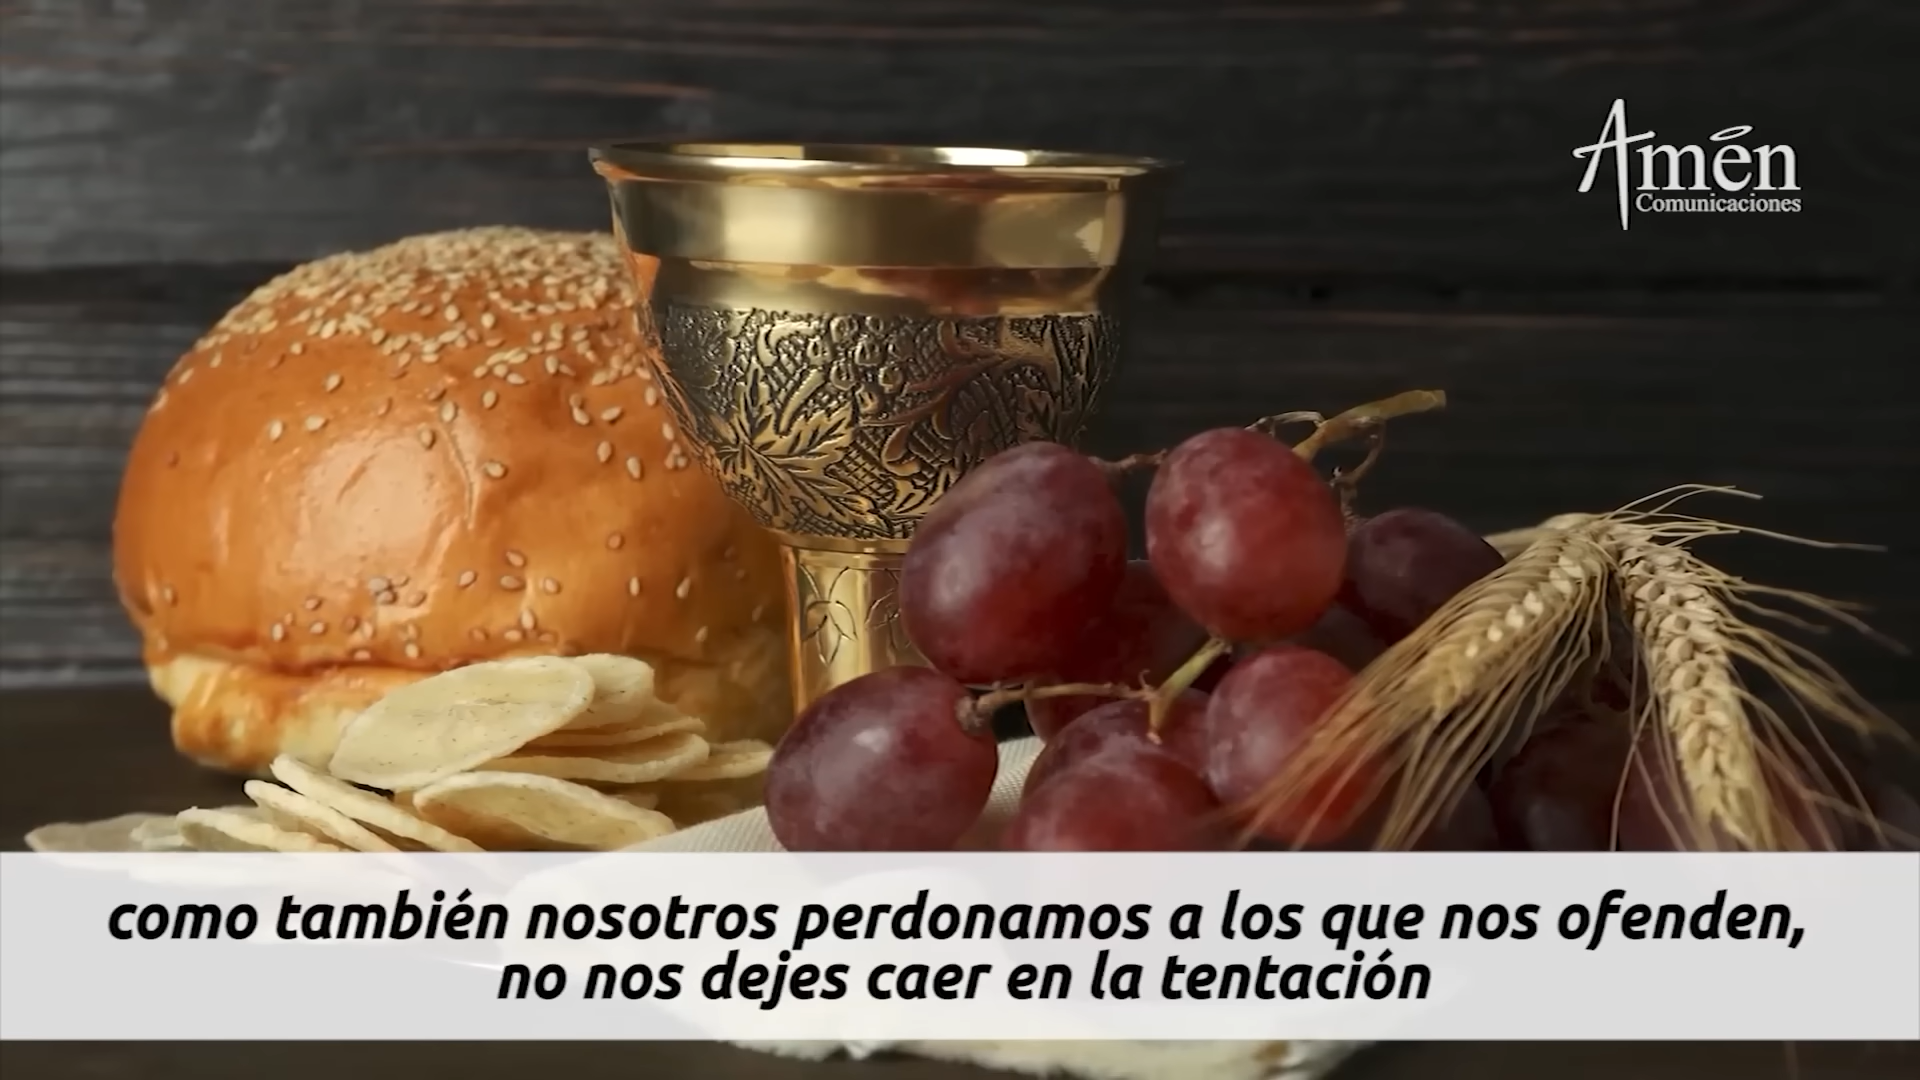 Amén
Comunicaciones
como también nosotros perdonamos a los que nos ofenden,
no nos dejes caer en la tentación